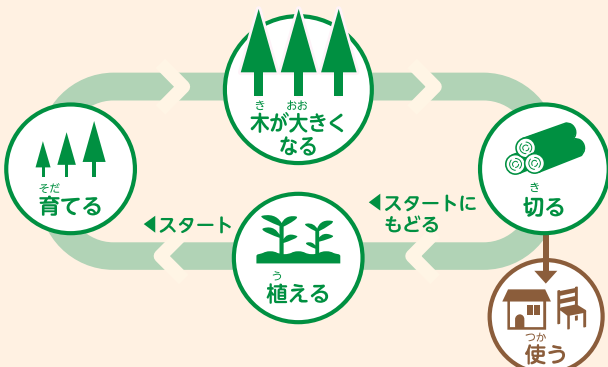 き おお
木が大きく
なる
そだ
育てる
き
切る
◀スタートに
もどる
◀スタート
う
植える
つか
使う